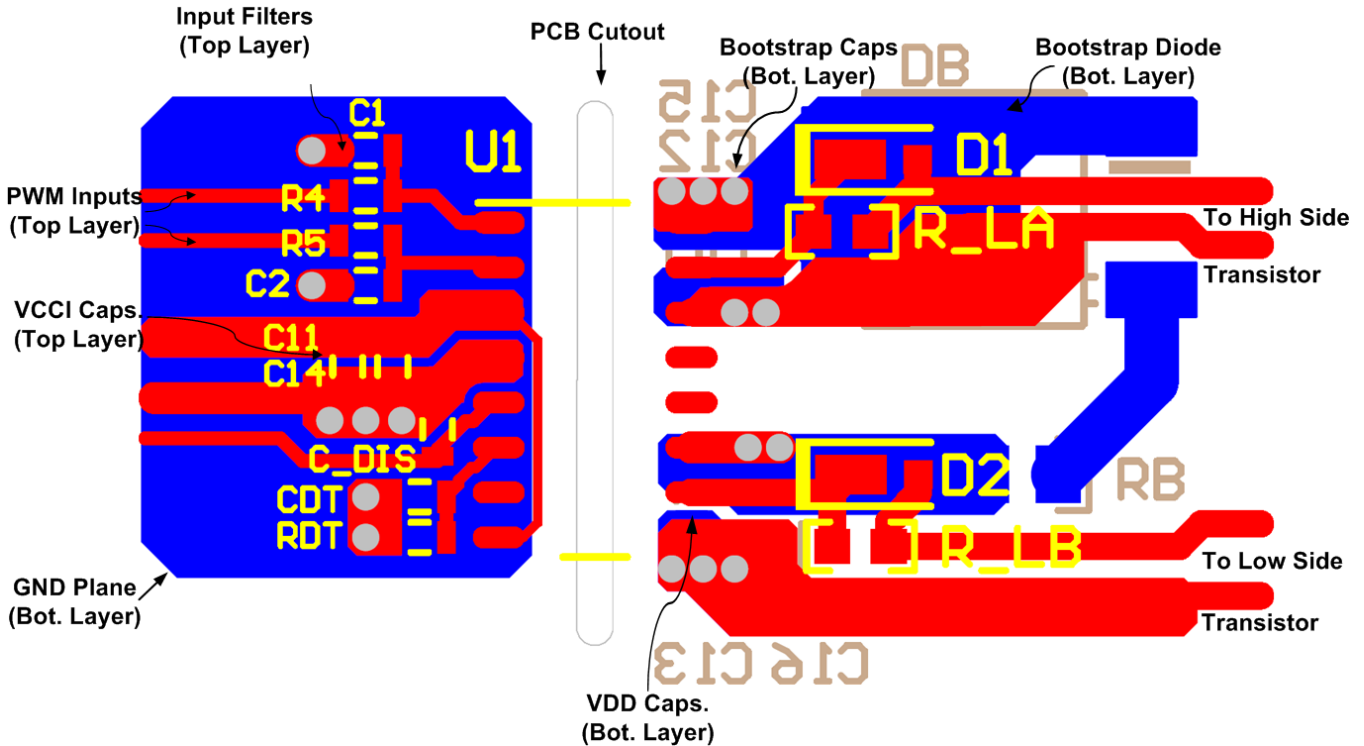 Input Filters
(Top Layer)
PCB Cutout
Bootstrap Caps
(Bot. Layer)
Bootstrap Diode
(Bot. Layer)
DB
C15
C12
C1
U1
D1
PWM Inputs
(Top Layer)
R4
R5
R_LA
To High Side
Transistor
C2
VCCI Caps.
(Top Layer)
C11
C14
C_DIS
D2
RB
CDT
RDT
R_LB
To Low Side
Transistor
GND Plane
(Bot. Layer)
C13
C16
VDD Caps.
(Bot. Layer)